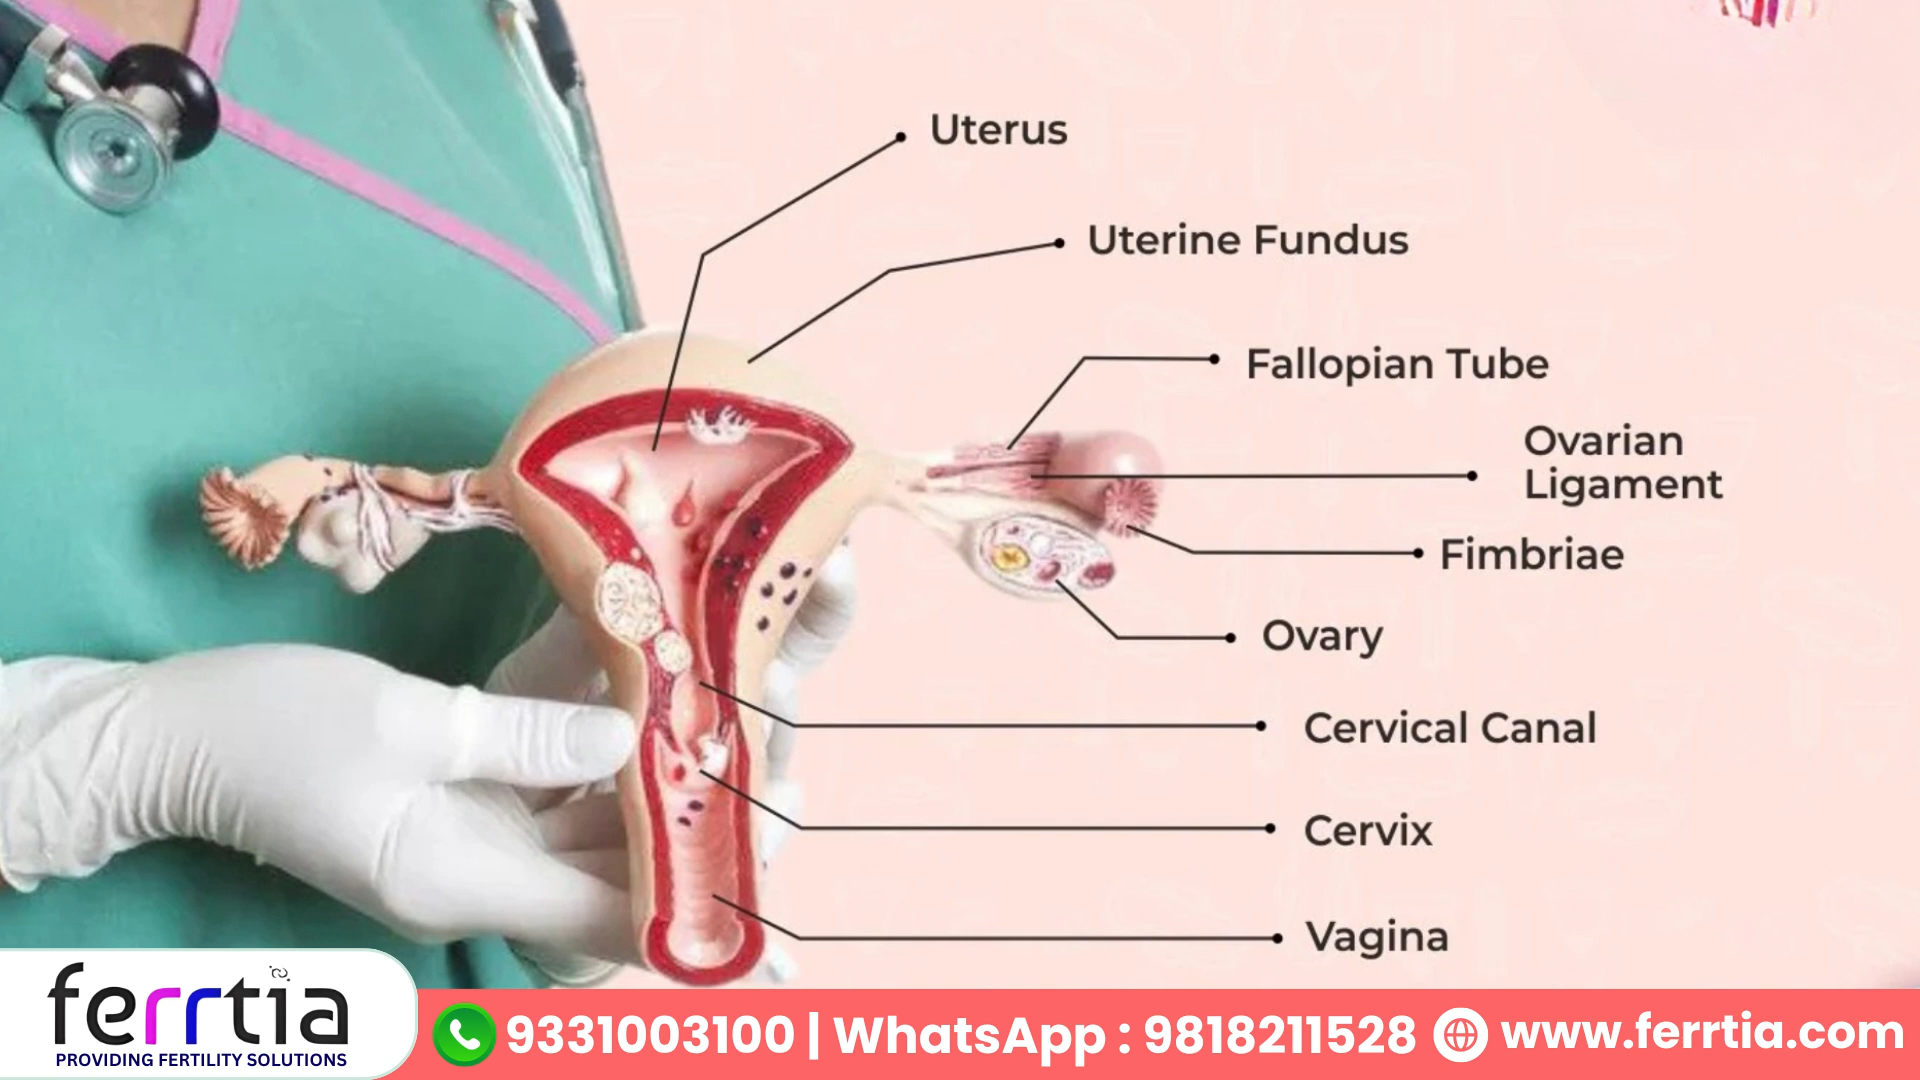 Uterus
Uterine Fundus
Fallopian Tube
Ovarian
Ligament
Fimbriae
Ovary
Cervical Canal
Cervix
Vagina
ferrtia
PROVIDING FERTILITY SOLUTIONS
9331003100 | WhatsApp : 9818211528 www.ferrtia.com